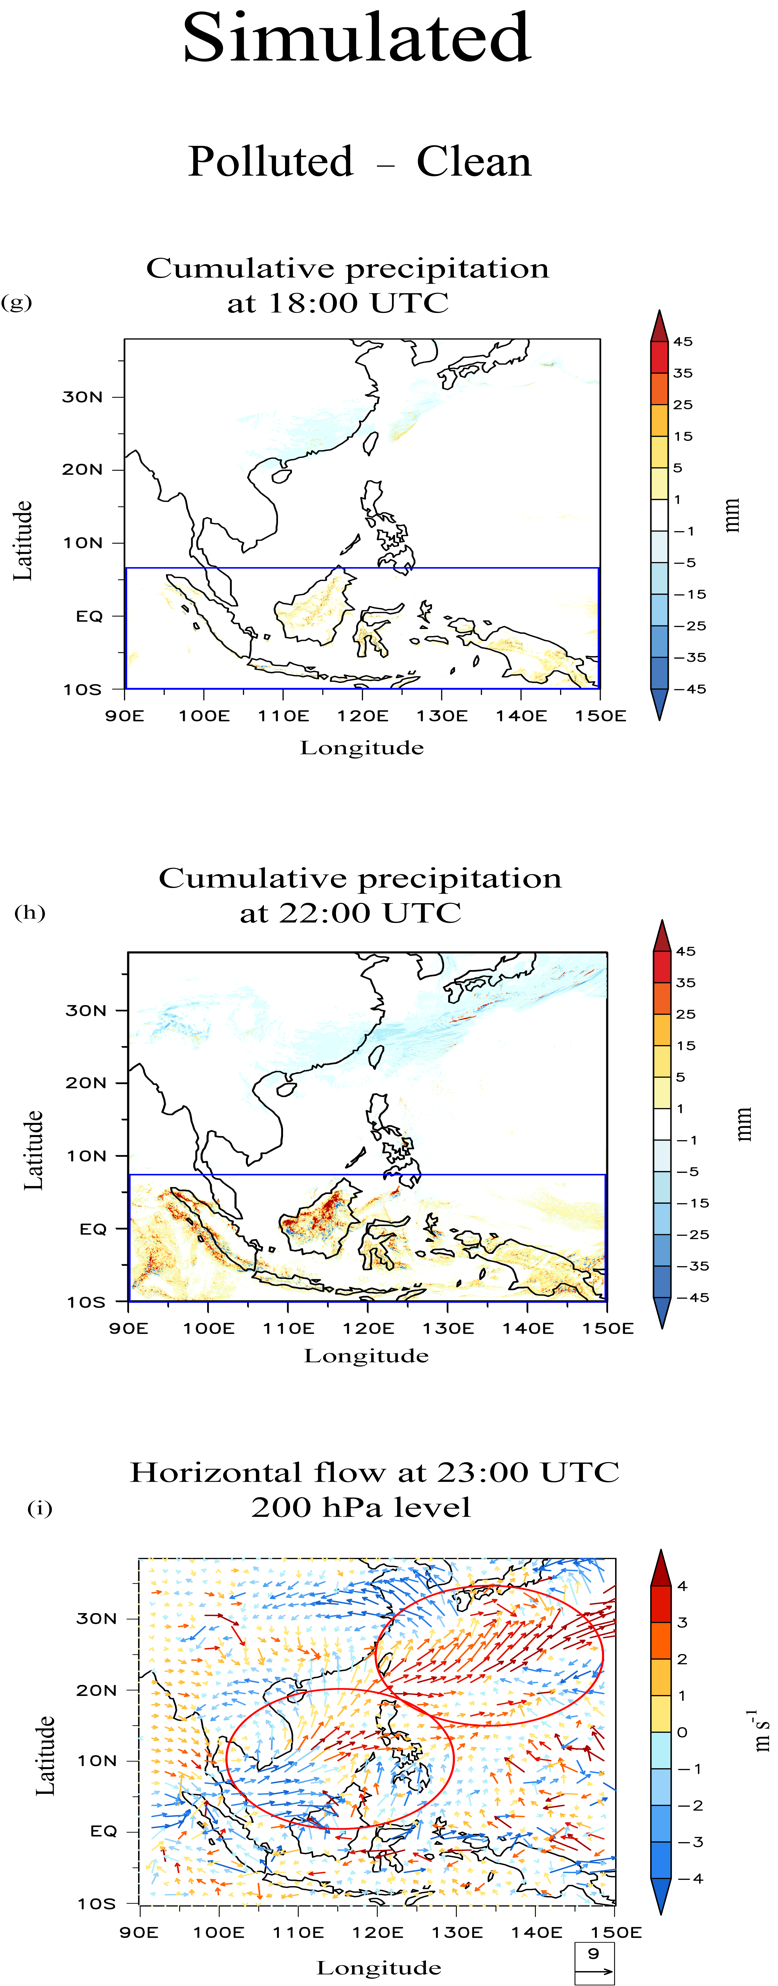 Simulated
Polluted – Clean
Cumulative precipitation
at 18:00 UTC
(g)
45
35
25
15
5
1
−1
−5
−15
−25
−35
−45
mm
30N
20N
10N
EQ
10S
Latitude
90E 100E 110E 120E 130E 140E 150E
Longitude
Cumulative precipitation
at 22:00 UTC
(h)
45
35
25
15
5
1
−1
−5
−15
−25
−35
−45
mm
30N
20N
10N
EQ
10S
Latitude
90E 100E 110E 120E 130E 140E 150E
Longitude
Horizontal flow at 23:00 UTC
200 hPa level
(i)
4
3
2
1
0
−1
−2
−3
−4
m s⁻¹
30N
20N
10N
EQ
10S
Latitude
90E 100E 110E 120E 130E 140E 150E
Longitude
9